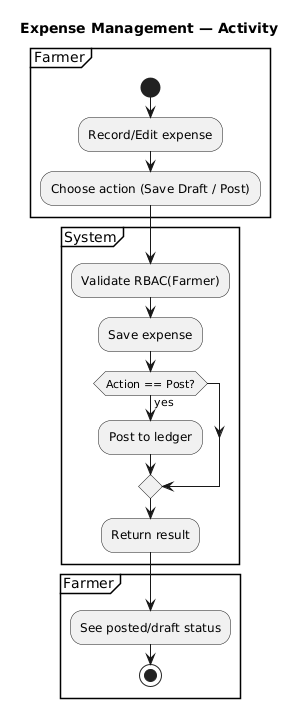 Expense Management — Activity
Farmer
Record/Edit expense
Choose action (Save Draft / Post)
System
Validate RBAC(Farmer)
Save expense
Action == Post?
yes
Post to ledger
Return result
Farmer
See posted/draft status